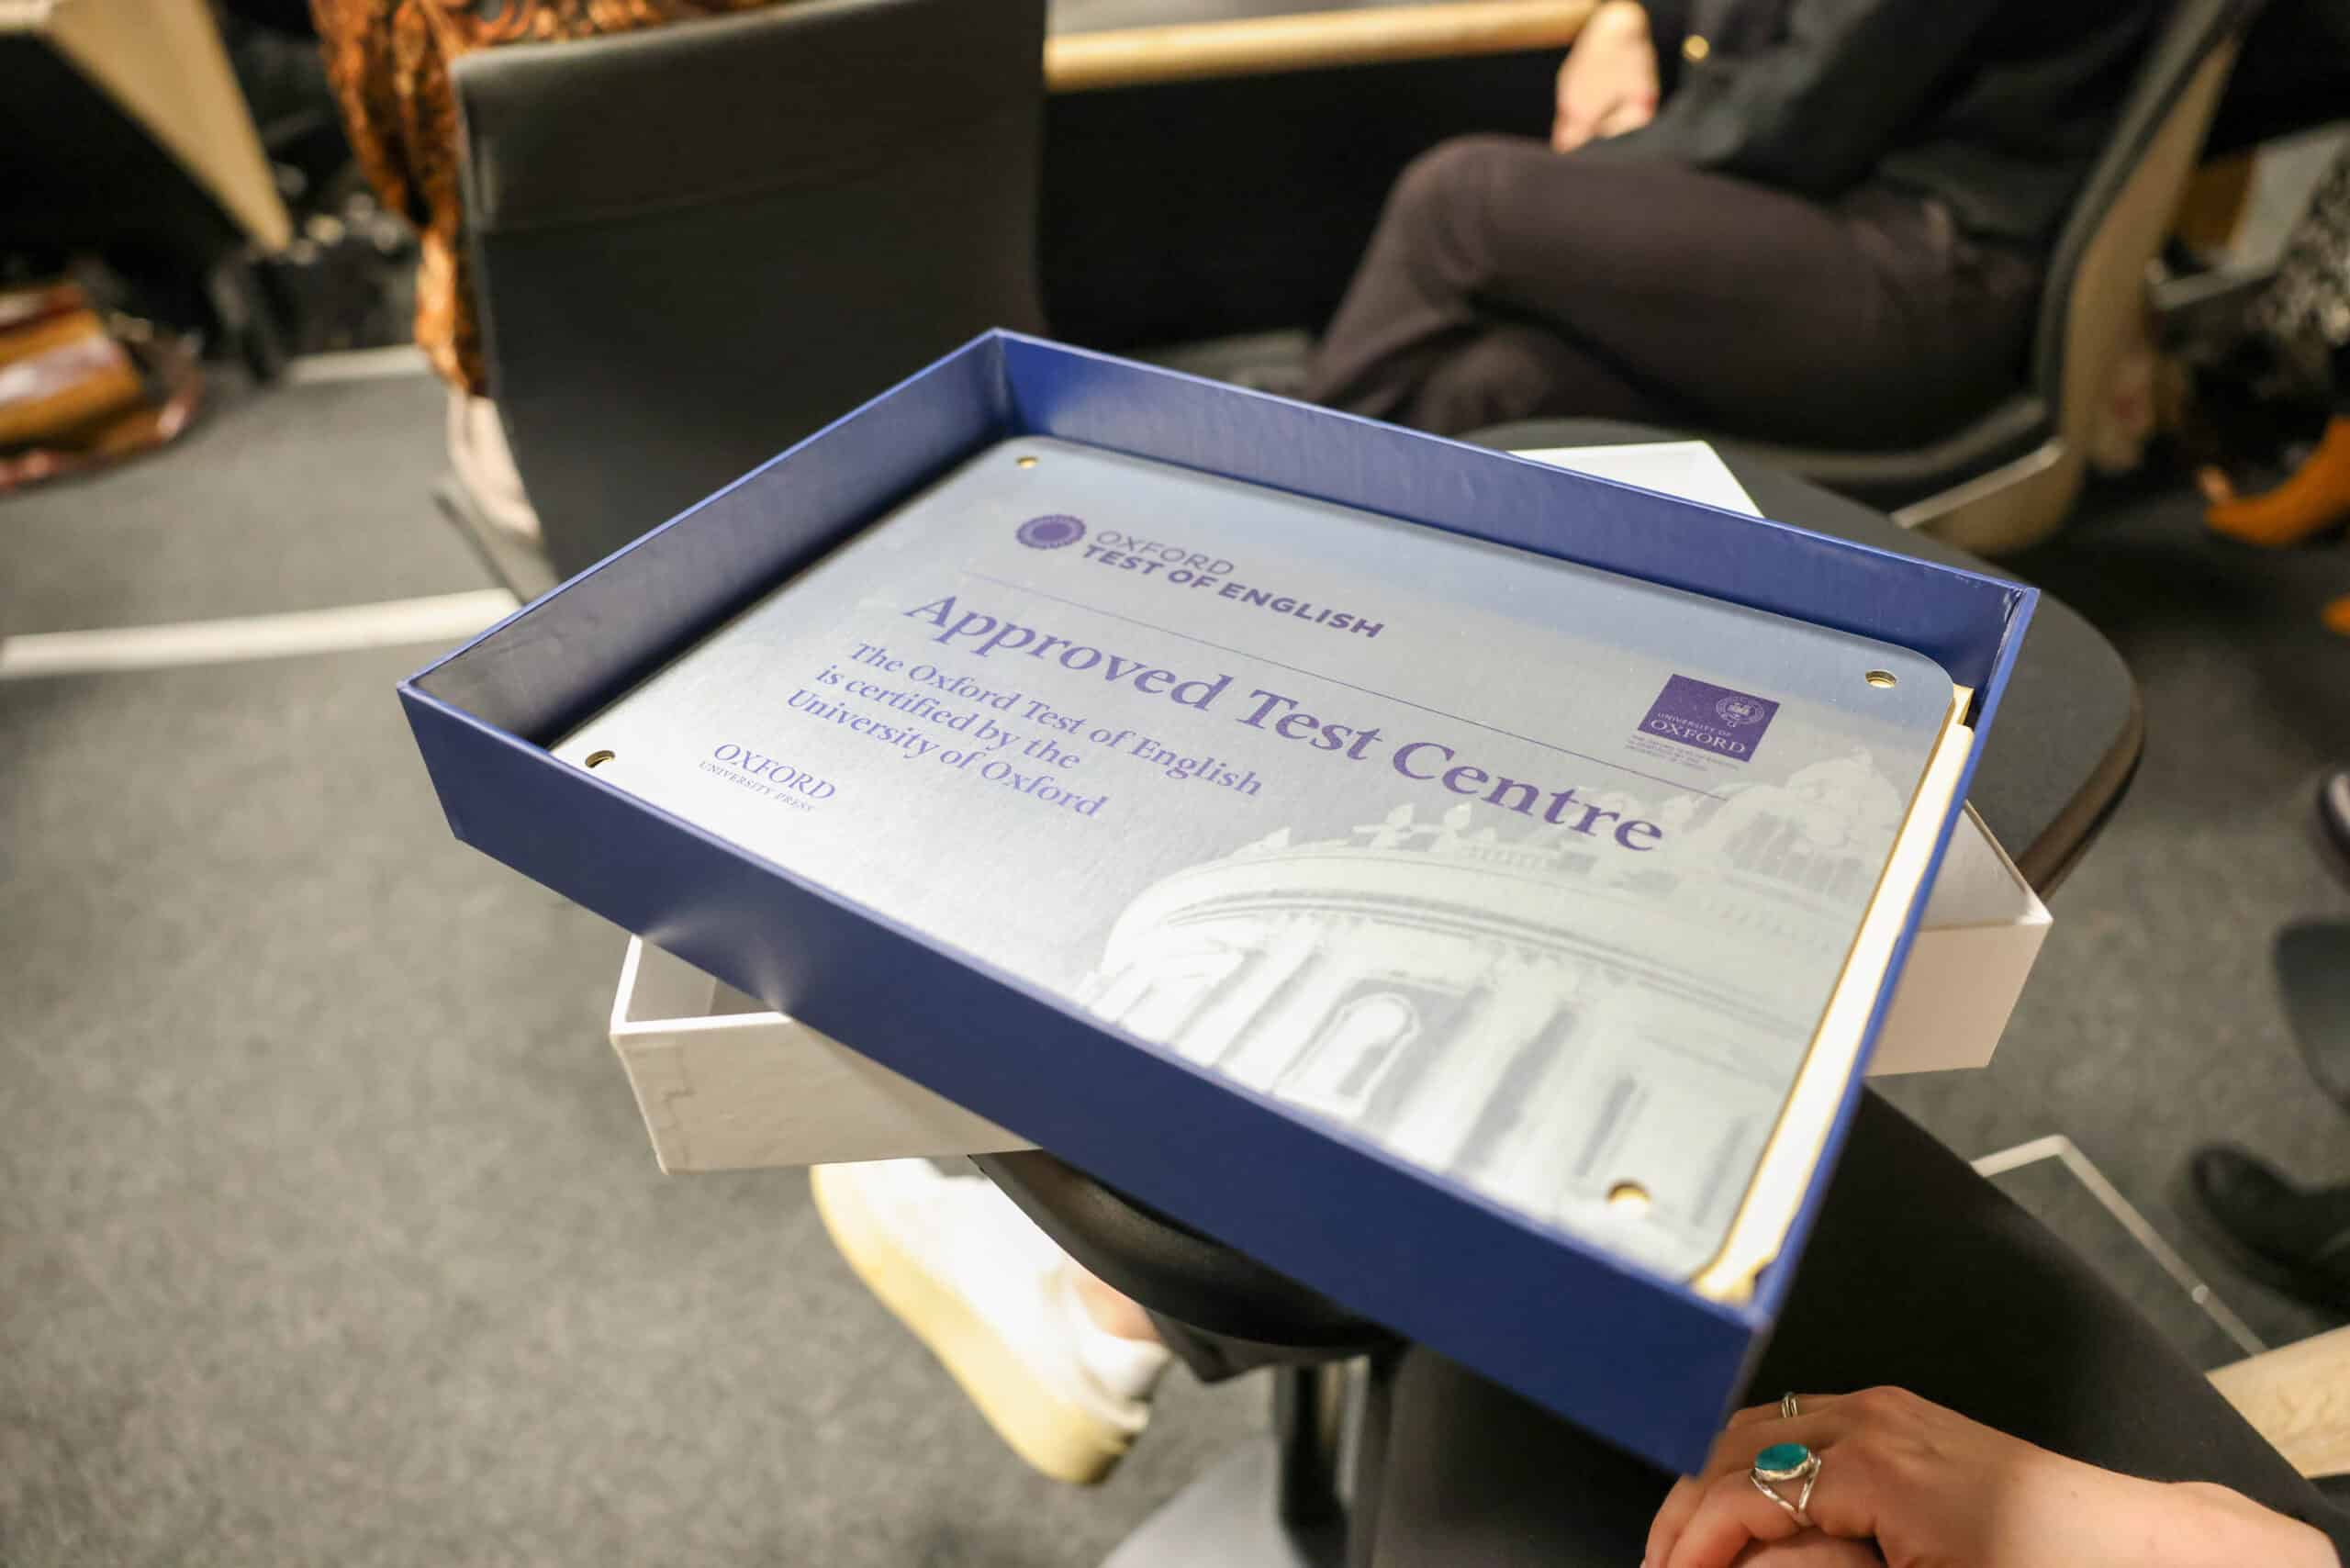 OXFORD
TEST OF ENGLISH
Approved Test Centre
The Oxford Test of English
is certified by the
University of Oxford
OXFORD
UNIVERSITY PRESS
UNIVERSITY OF
OXFORD